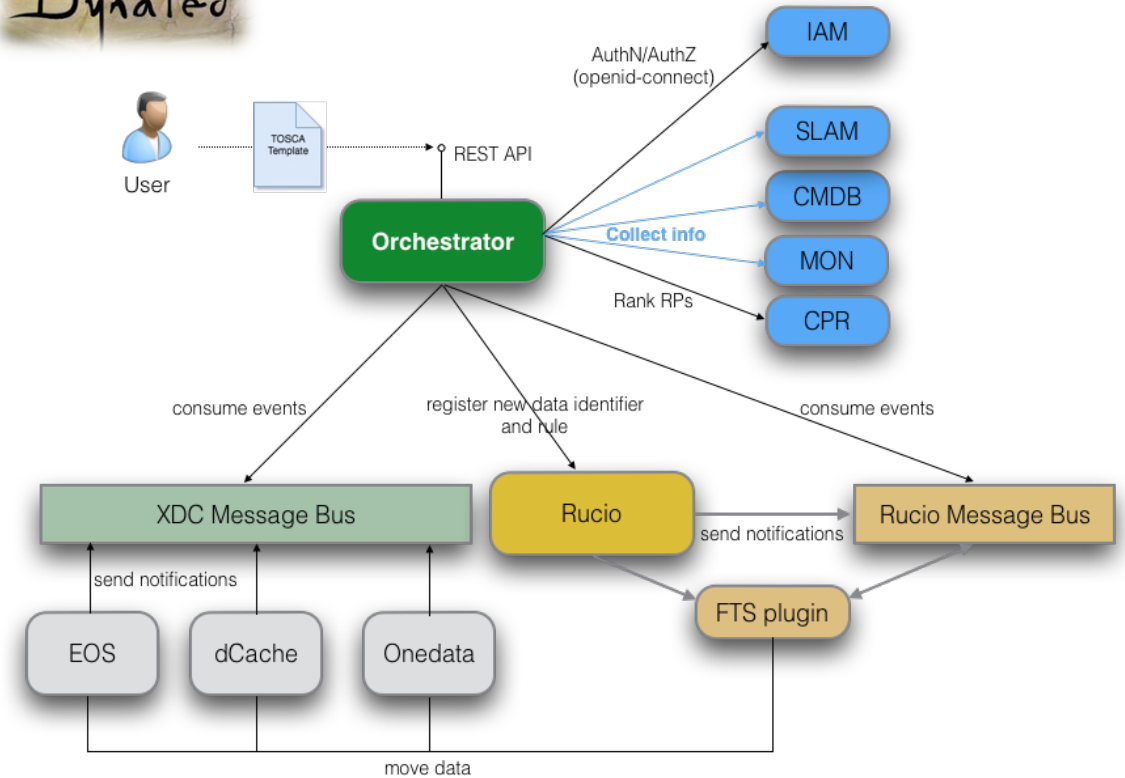 IAM
AuthN/AuthZ
(openid-connect)
TOSCA
Template
REST API
User
SLAM
CMDB
Orchestrator
Collect info
MON
Rank RPs
CPR
consume events
register new data identifier
and rule
consume events
XDC Message Bus
Rucio
Rucio Message Bus
send notifications
send notifications
FTS plugin
EOS
dCache
Onedata
move data